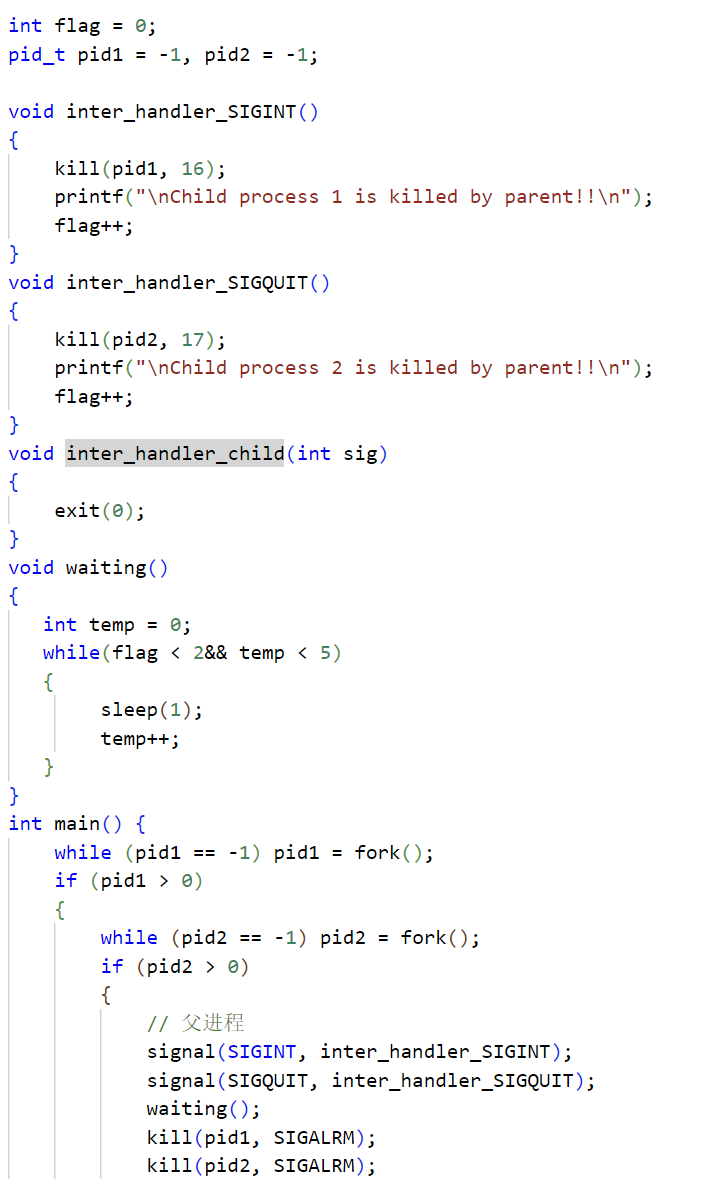 int flag = 0;
pid_t pid1 = -1, pid2 = -1;
void inter_handler_SIGINT()
{
    kill(pid1, 16);
    printf("\nChild process 1 is killed by parent!!\n");
    flag++;
}
void inter_handler_SIGQUIT()
{
    kill(pid2, 17);
    printf("\nChild process 2 is killed by parent!!\n");
    flag++;
}
void inter_handler_child(int sig)
{
    exit(0);
}
void waiting()
{
   int temp = 0;
   while(flag < 2&& temp < 5)
   {
        sleep(1);
        temp++;
   }
}
int main() {
    while (pid1 == -1) pid1 = fork();
    if (pid1 > 0)
    {
        while (pid2 == -1) pid2 = fork();
        if (pid2 > 0)
        {
            // 父进程
            signal(SIGINT, inter_handler_SIGINT);
            signal(SIGQUIT, inter_handler_SIGQUIT);
            waiting();
            kill(pid1, SIGALRM);
            kill(pid2, SIGALRM);